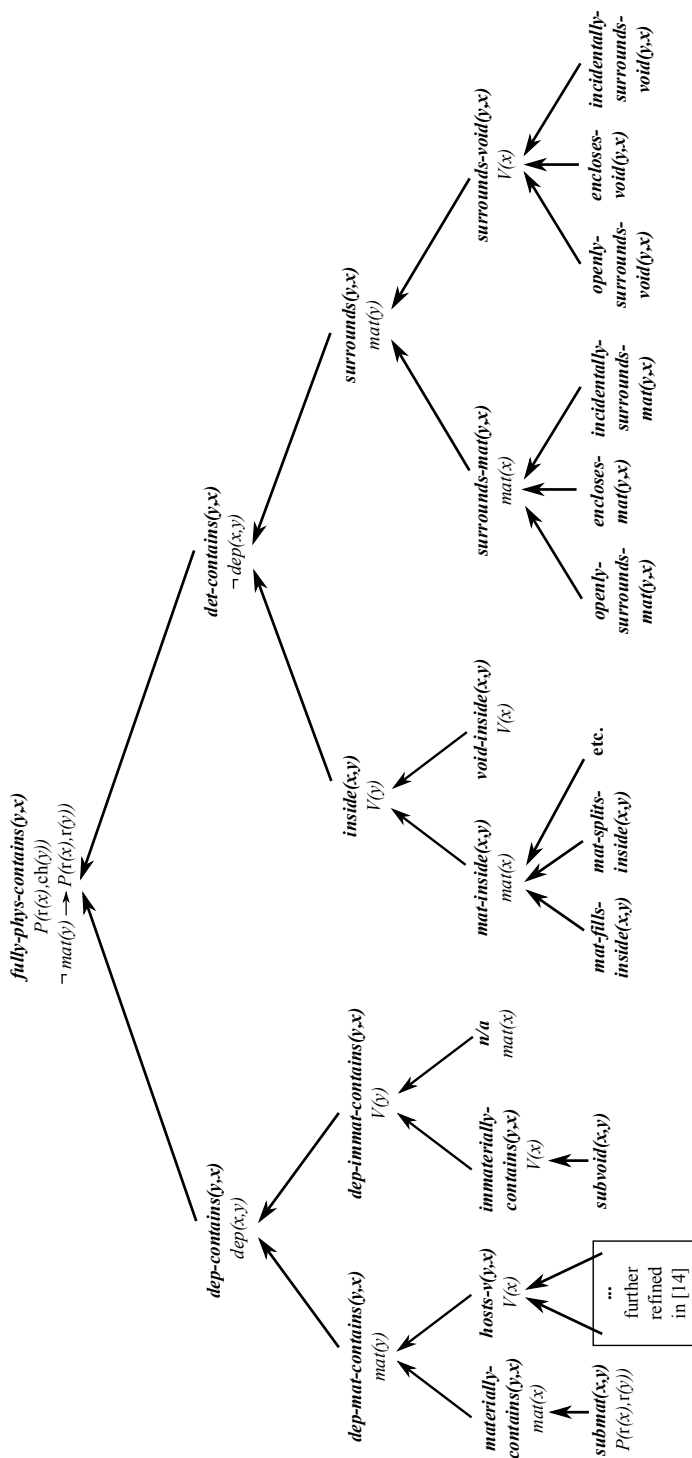 fully-phys-contains(y,x)
P(r(x),ch(y))
¬ mat(y) → P(r(x),r(y))
dep-contains(y,x)
dep(x,y)
det-contains(y,x)
¬ dep(x,y)
dep-mat-contains(y,x)
mat(y)
dep-immat-contains(y,x)
V(y)
inside(x,y)
V(y)
surrounds(y,x)
mat(y)
materially-
contains(y,x)
mat(x)
hosts-v(y,x)
V(x)
immaterially-
contains(y,x)
V(x)
n/a
mat(x)
mat-inside(x,y)
mat(x)
void-inside(x,y)
V(x)
surrounds-mat(y,x)
mat(x)
surrounds-void(y,x)
V(x)
submat(x,y)
P(r(x),r(y))
...
further
refined
in [14]
subvoid(x,y)
mat-fills-
inside(x,y)
mat-splits-
inside(x,y)
etc.
openly-
surrounds-
mat(y,x)
encloses-
mat(y,x)
incidentally-
surrounds-
mat(y,x)
openly-
surrounds-
void(y,x)
encloses-
void(y,x)
incidentally-
surrounds-
void(y,x)